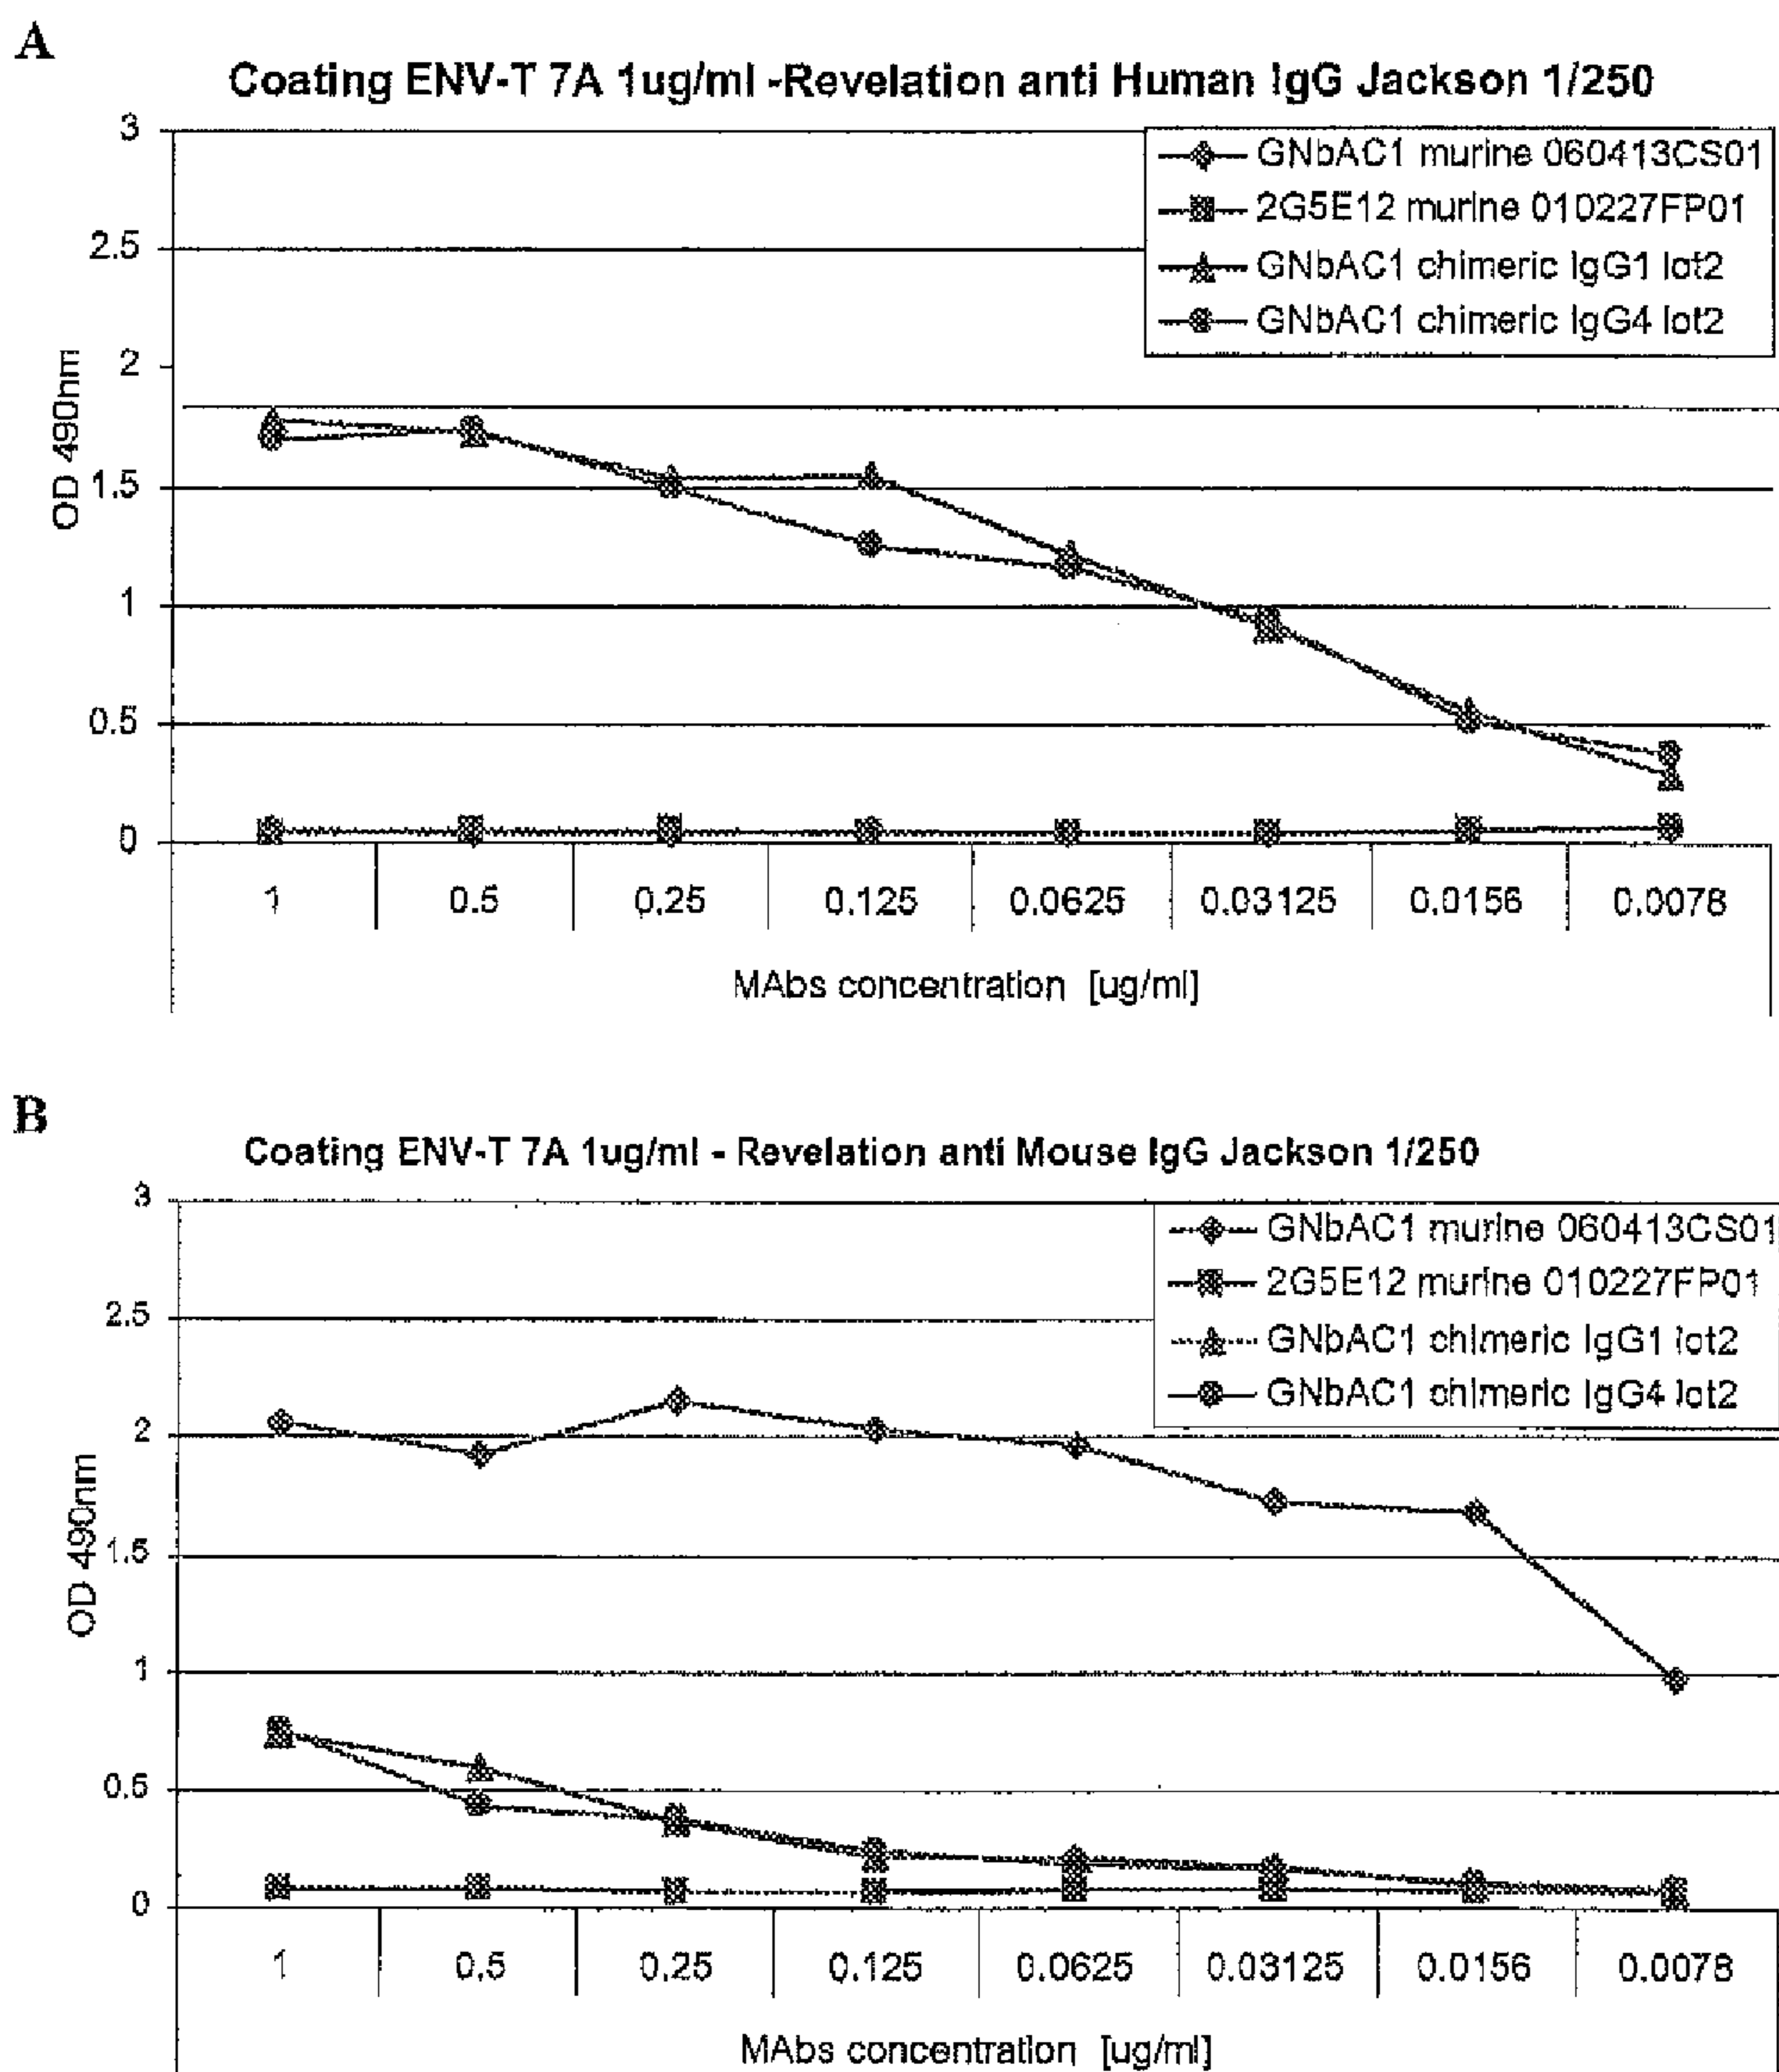 A
Coating ENV-T 7A 1ug/ml -Revelation anti Human IgG Jackson 1/250
3
2.5
2
1.5
1
0.5
0
OD 490nm
GNbAC1 murine 060413CS01
2G5E12 murine 010227FP01
GNbAC1 chimeric IgG1 lot2
GNbAC1 chimeric IgG4 lot2
1 0.5 0.25 0.125 0.0625 0.03125 0.0156 0.0078
MAbs concentration [ug/ml]
B
Coating ENV-T 7A 1ug/ml - Revelation anti Mouse IgG Jackson 1/250
3
2.5
2
1.5
1
0.5
0
OD 490nm
GNbAC1 murine 060413CS01
2G5E12 murine 010227FP01
GNbAC1 chimeric IgG1 lot2
GNbAC1 chimeric IgG4 lot2
1 0.5 0.25 0.125 0.0625 0.03125 0.0156 0.0078
MAbs concentration [ug/ml]